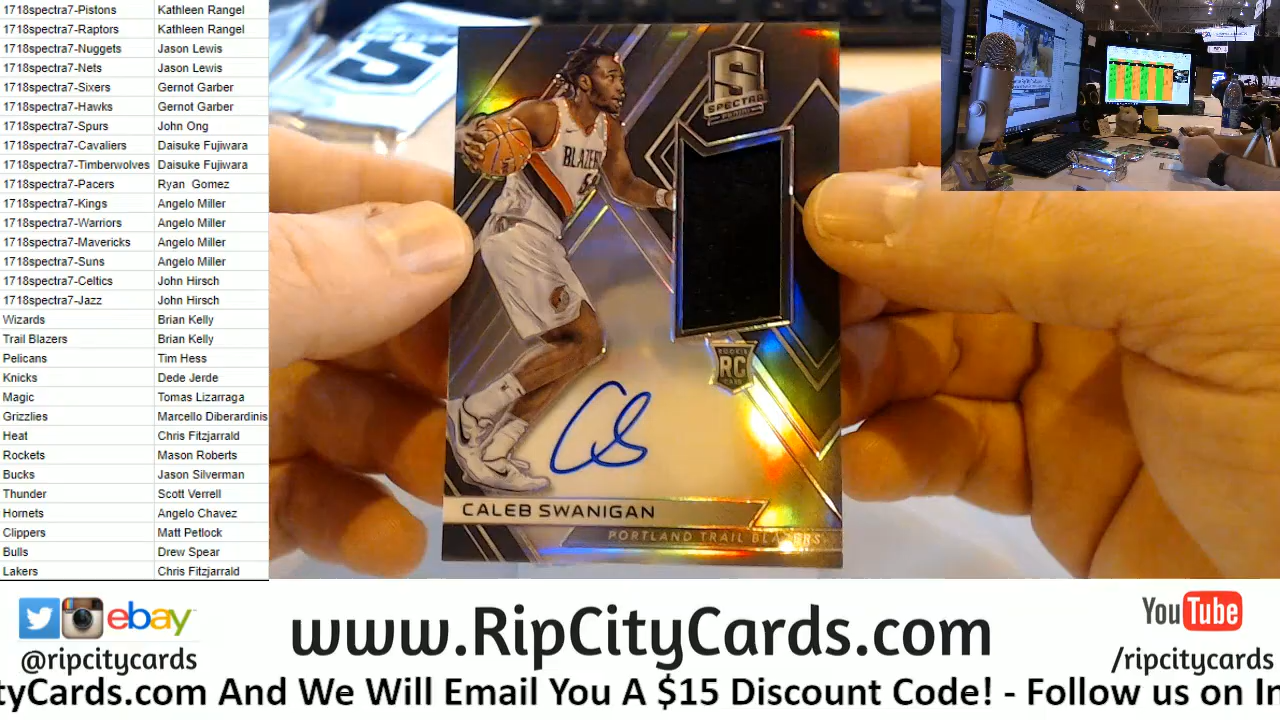 1718spectra7-Pistons Kathleen Rangel
1718spectra7-Raptors Kathleen Rangel
1718spectra7-Nuggets Jason Lewis
1718spectra7-Nets Jason Lewis
1718spectra7-Sixers Gernot Garber
1718spectra7-Hawks Gernot Garber
1718spectra7-Spurs John Ong
1718spectra7-Cavaliers Daisuke Fujiwara
1718spectra7-Timberwolves Daisuke Fujiwara
1718spectra7-Pacers Ryan Gomez
1718spectra7-Kings Angelo Miller
1718spectra7-Warriors Angelo Miller
1718spectra7-Mavericks Angelo Miller
1718spectra7-Suns Angelo Miller
1718spectra7-Celtics John Hirsch
1718spectra7-Jazz John Hirsch
Wizards Brian Kelly
Trail Blazers Brian Kelly
Pelicans Tim Hess
Knicks Dede Jerde
Magic Tomas Lizarraga
Grizzlies Marcello Diberardinis
Heat Chris Fitzjarrald
Rockets Mason Roberts
Bucks Jason Silverman
Thunder Scott Verrell
Hornets Angelo Chavez
Clippers Matt Petlock
Bulls Drew Spear
Lakers Chris Fitzjarrald
S
SPECTRA
PANINI
BLAZERS
ROOKIE
RC
CARD
CS
CALEB SWANIGAN
PORTLAND TRAIL BLAZERS
ebay
@ripcitycards
www.RipCityCards.com
YouTube
/ripcitycards
tyCards.com And We Will Email You A $15 Discount Code! - Follow us on In